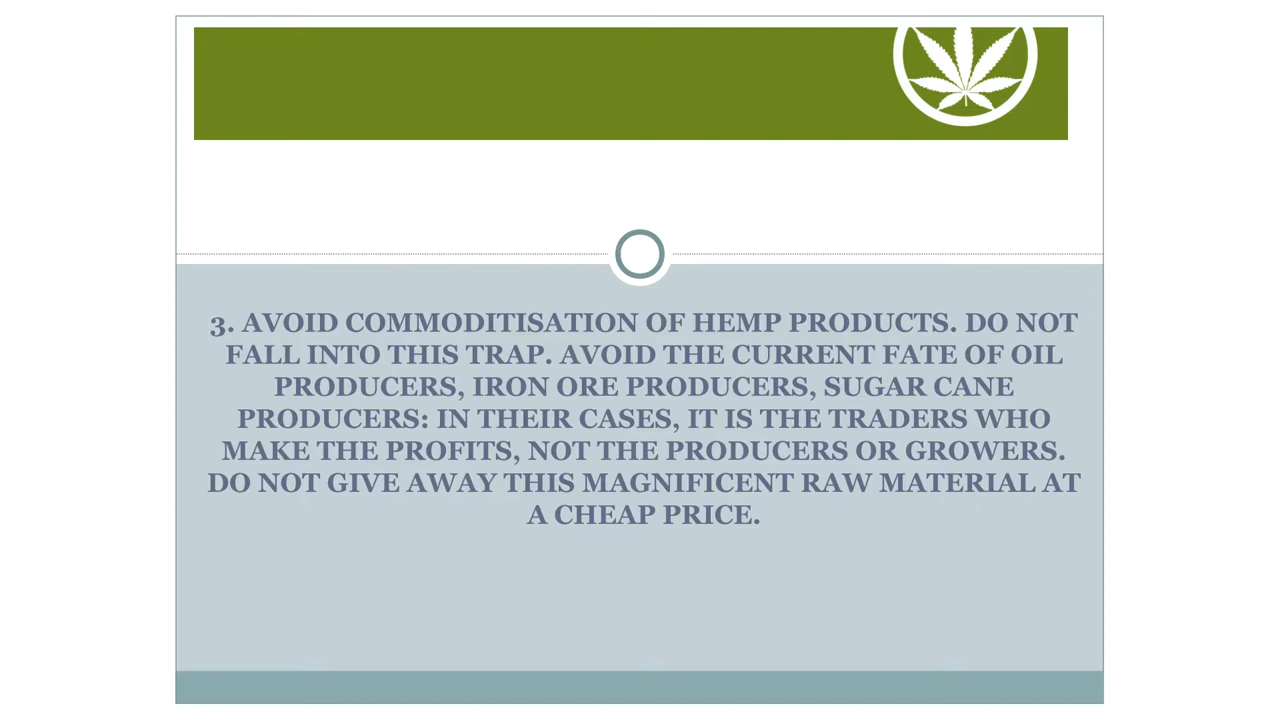 3. AVOID COMMODITISATION OF HEMP PRODUCTS. DO NOT
FALL INTO THIS TRAP. AVOID THE CURRENT FATE OF OIL
PRODUCERS, IRON ORE PRODUCERS, SUGAR CANE
PRODUCERS: IN THEIR CASES, IT IS THE TRADERS WHO
MAKE THE PROFITS, NOT THE PRODUCERS OR GROWERS.
DO NOT GIVE AWAY THIS MAGNIFICENT RAW MATERIAL AT
A CHEAP PRICE.